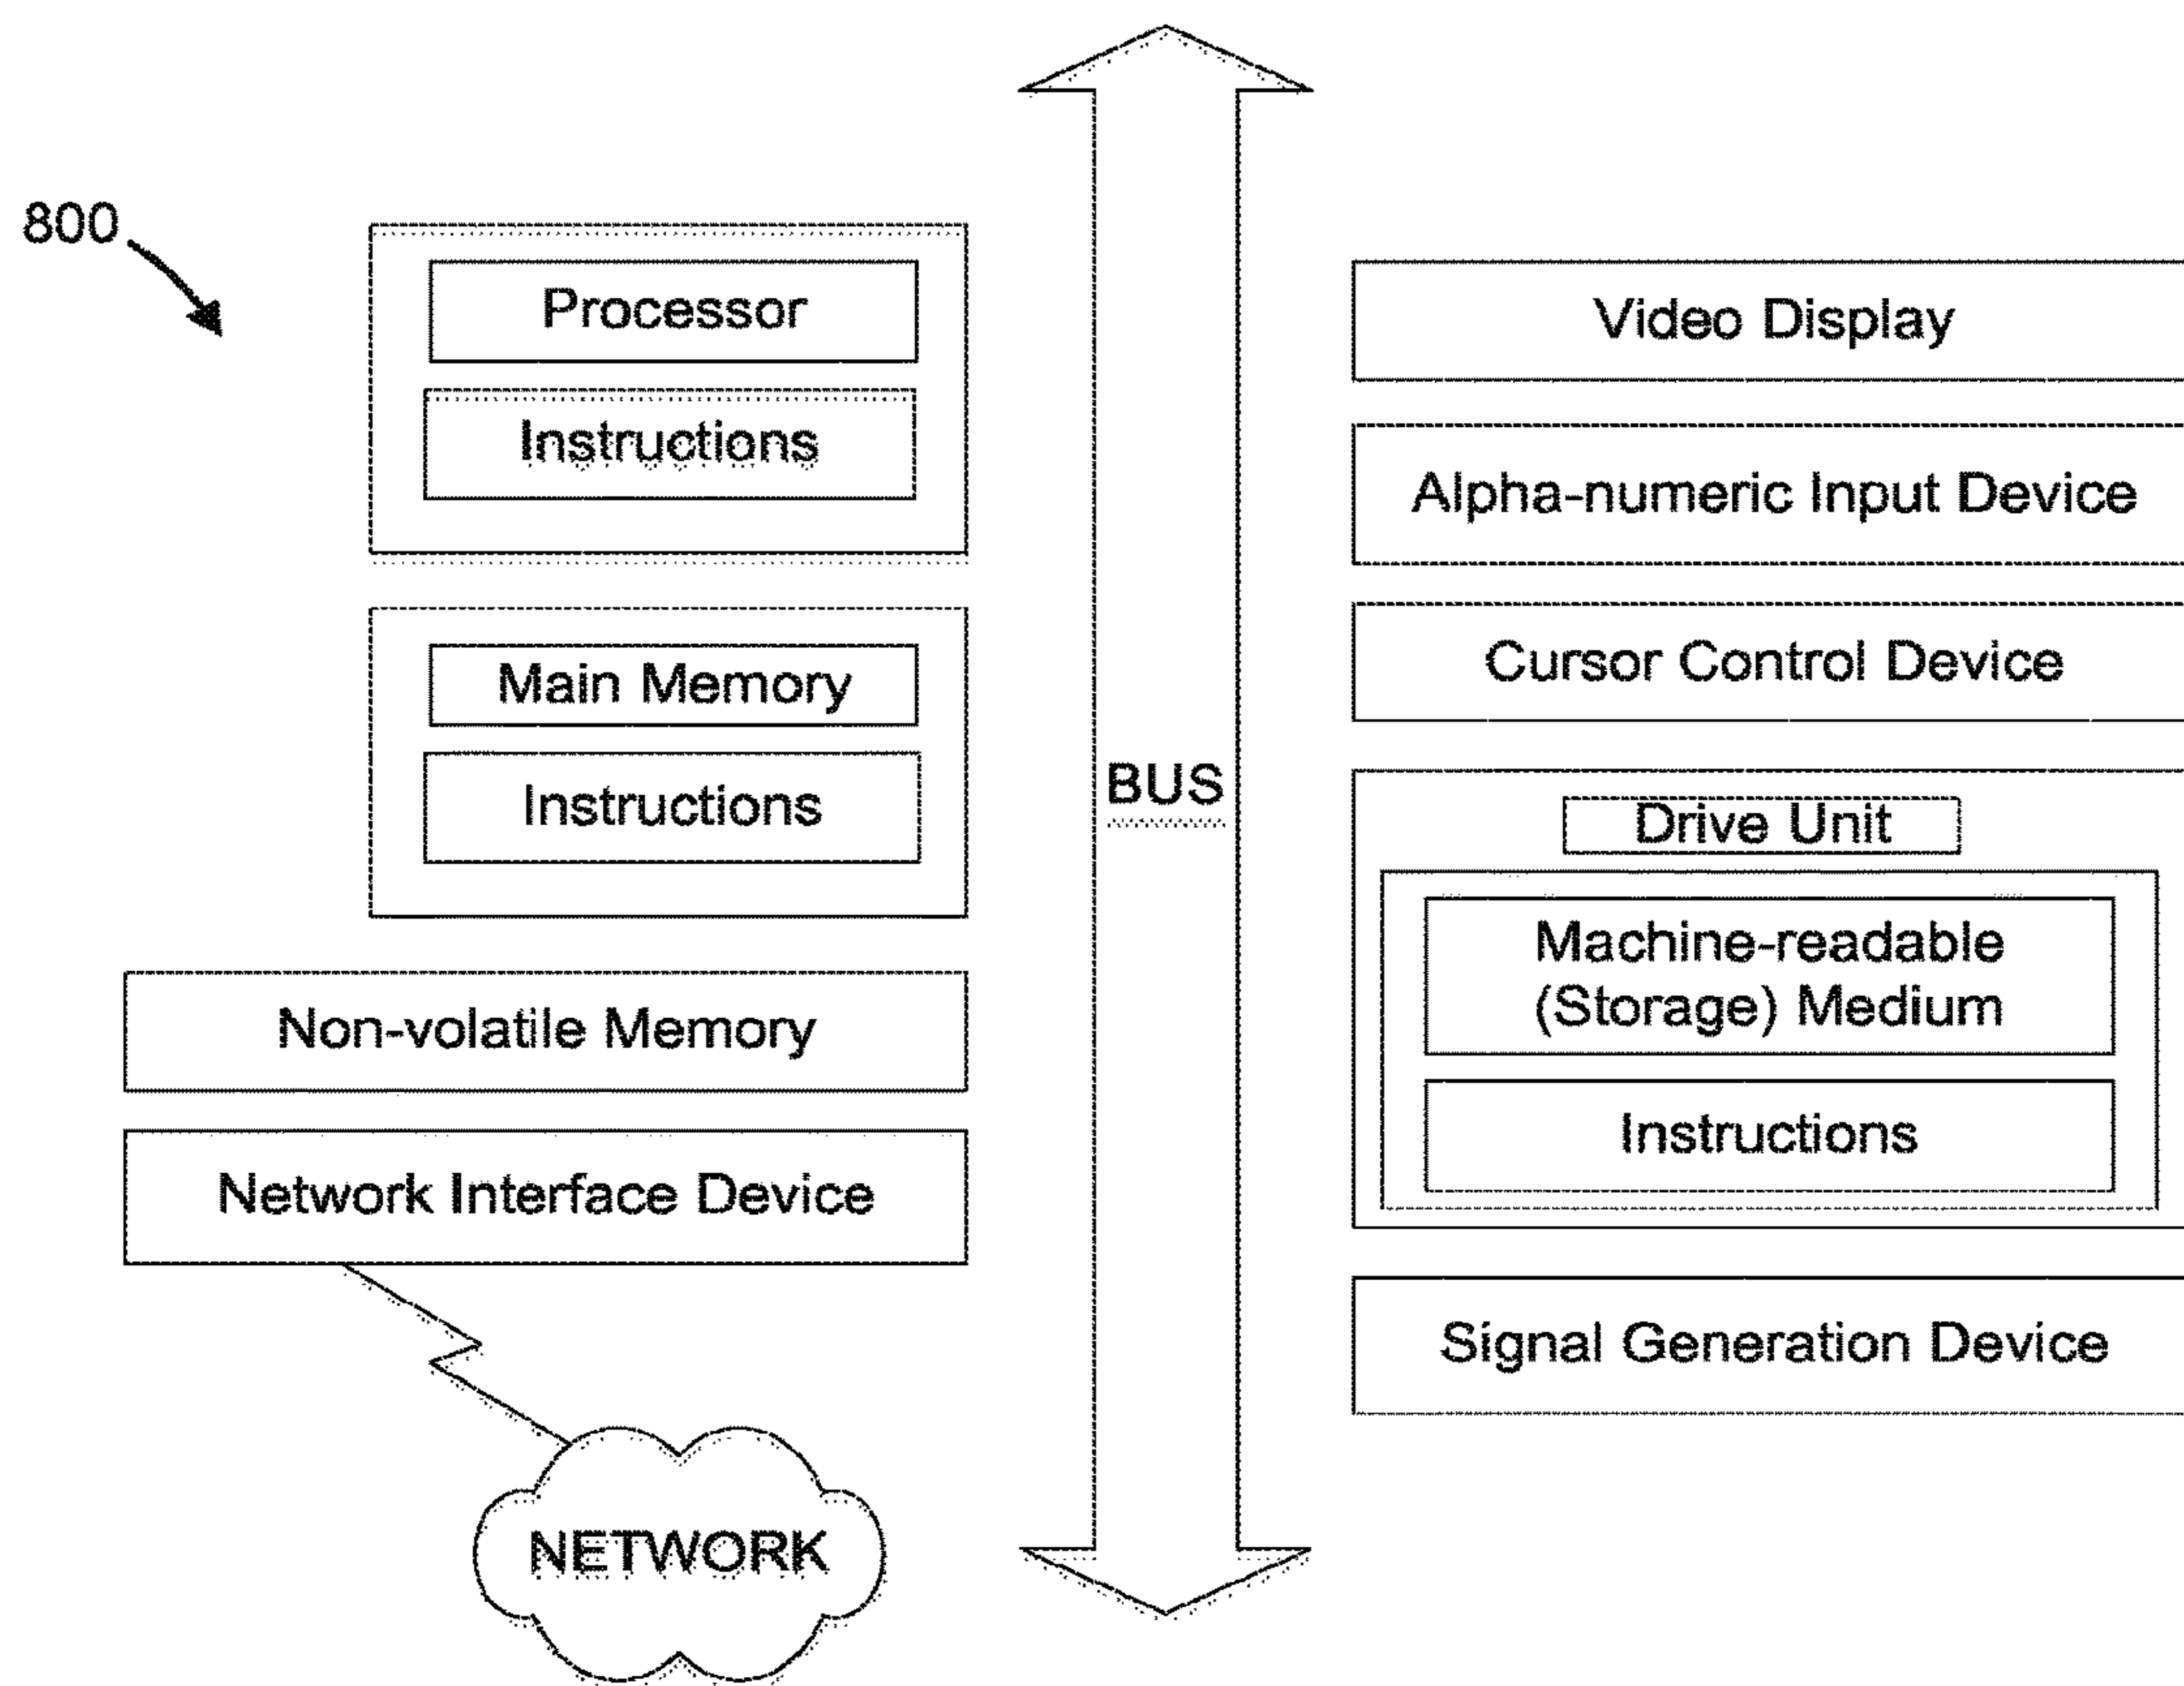 800
Processor
Instructions
Main Memory
Instructions
Non-volatile Memory
Network Interface Device
NETWORK
BUS
Video Display
Alpha-numeric Input Device
Cursor Control Device
Drive Unit
Machine-readable
(Storage) Medium
Instructions
Signal Generation Device